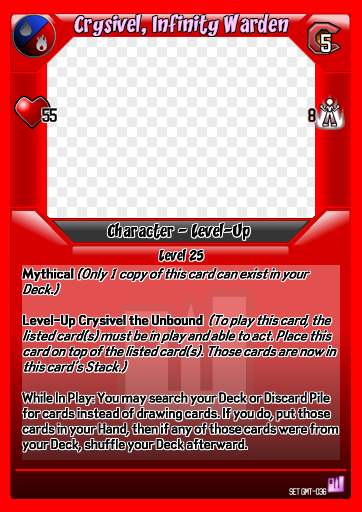 Crysivel, Infinity Warden
5
55
8
Character - Level-Up
Level 25
Mythical (Only 1 copy of this card can exist in your
Deck.)
Level-Up Crysivel the Unbound (To play this card, the
listed card(s) must be in play and able to act. Place this
card on top of the listed card(s). Those cards are now in
this card's Stack.)
While In Play: You may search your Deck or Discard Pile
for cards instead of drawing cards. If you do, put those
cards in your Hand, then if any of those cards were from
your Deck, shuffle your Deck afterward.
SET GMT-036